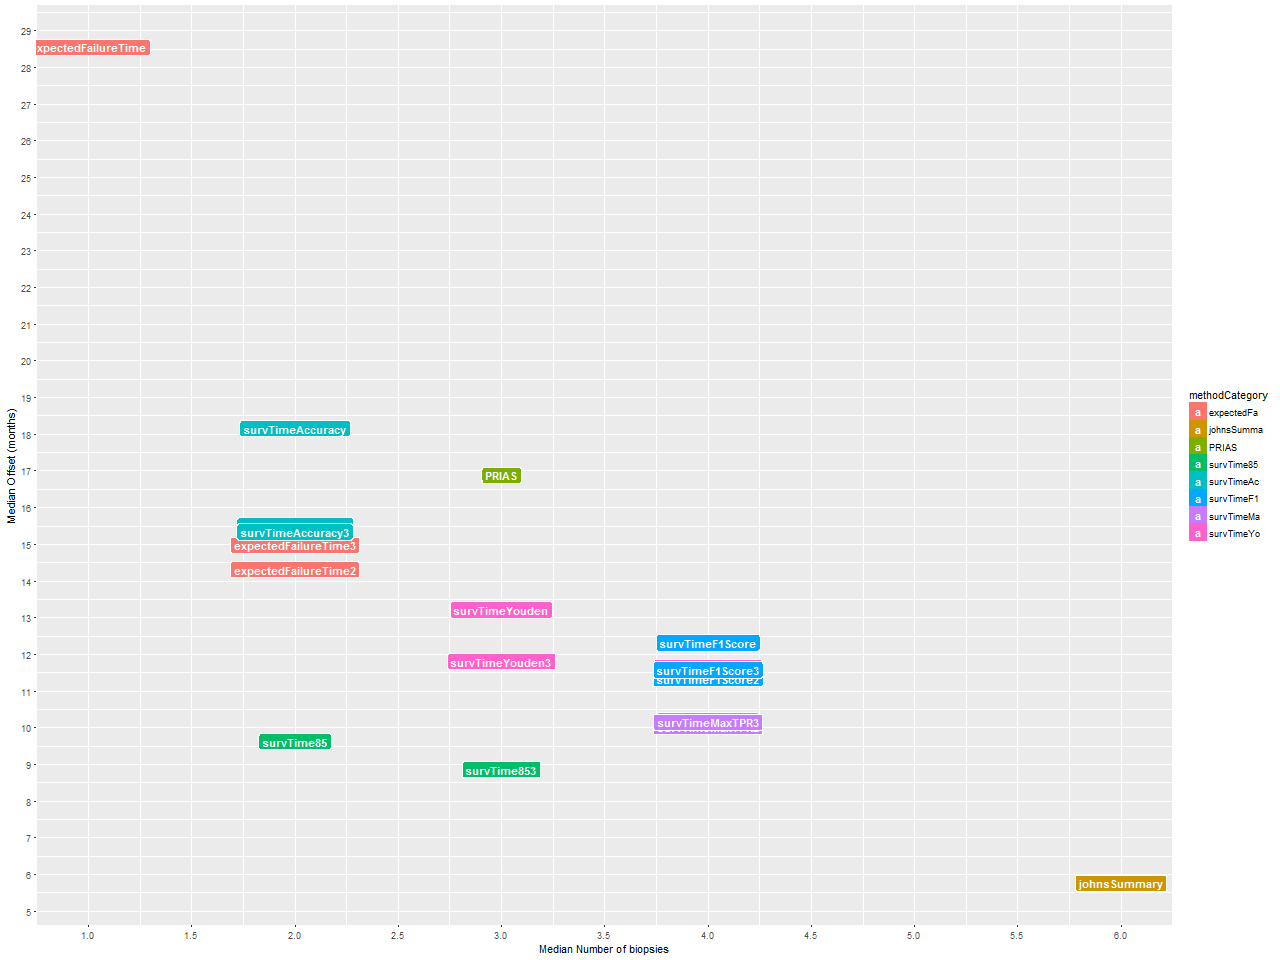 29
28
27
26
25
24
23
22
21
20
19
18
17
16
15
14
13
12
11
10
9
8
7
6
5
Median Offset (months)
xpectedFailureTime
survTimeAccuracy
PRIAS
survTimeAccuracy3
expectedFailureTime3
expectedFailureTime2
survTimeYouden
survTimeF1Score
survTimeYouden3
survTimeF1Score3
survTimeF1Score2
survTimeMaxTPR3
survTime85
survTime853
johnsSummary
1.0 1.5 2.0 2.5 3.0 3.5 4.0 4.5 5.0 5.5 6.0
Median Number of biopsies
methodCategory
a expectedFa
a johnsSumma
a PRIAS
a survTime85
a survTimeAc
a survTimeF1
a survTimeMa
a survTimeYo